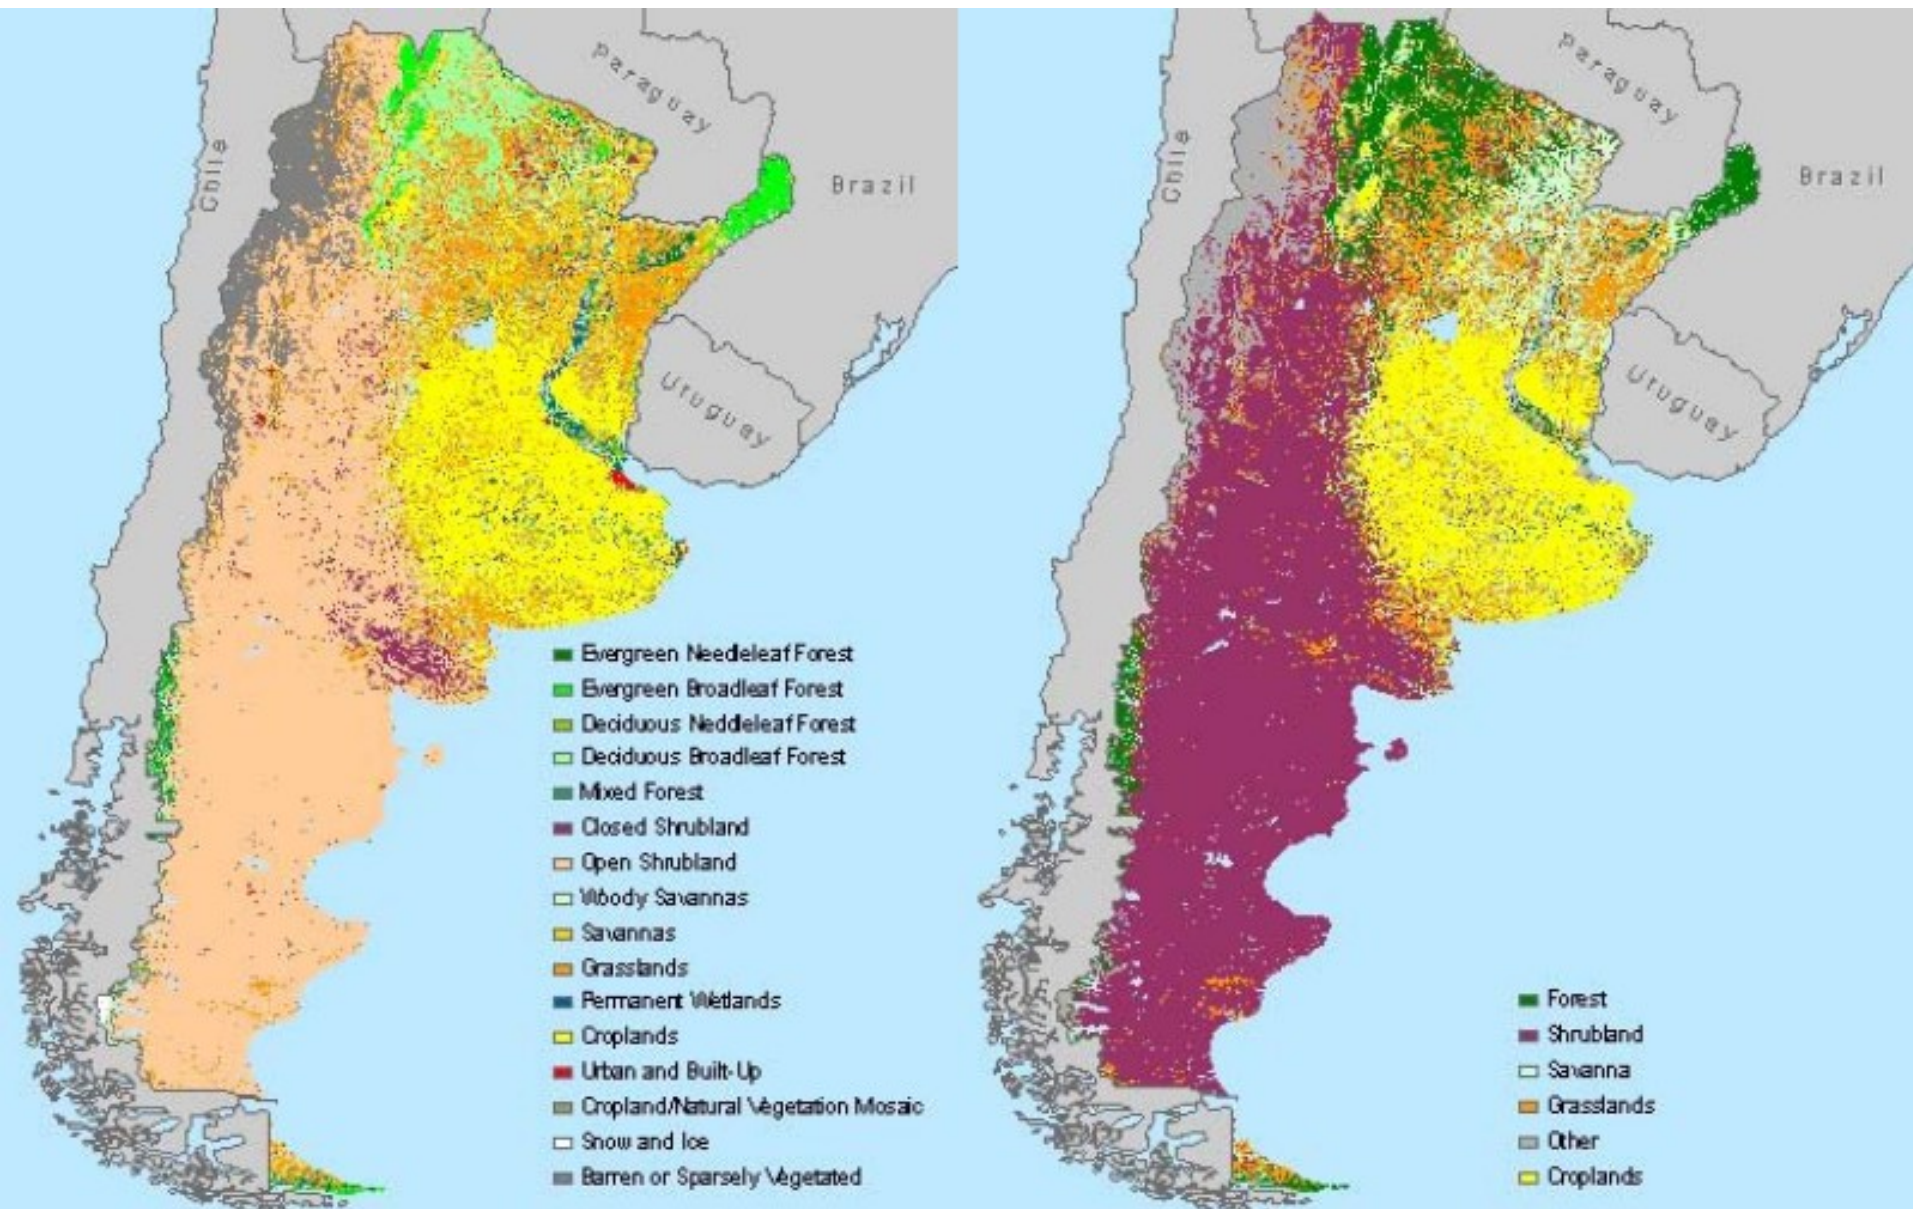 Paraguay
Chile
Brazil
Uruguay
Evergreen Needleleaf Forest
Evergreen Broadleaf Forest
Deciduous Neddleleaf Forest
Deciduous Broadleaf Forest
Mixed Forest
Closed Shrubland
Open Shrubland
Woody Savannas
Savannas
Grasslands
Permanent Wetlands
Croplands
Urban and Built-Up
Cropland/Natural Vegetation Mosaic
Snow and Ice
Barren or Sparsely Vegetated
Paraguay
Chile
Brazil
Uruguay
Forest
Shrubland
Savanna
Grasslands
Other
Croplands